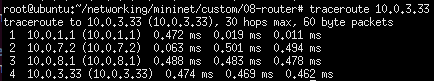 root@ubuntu:~/networking/mininet/custom/08-router# traceroute 10.0.3.33
traceroute to 10.0.3.33 (10.0.3.33), 30 hops max, 60 byte packets
1 10.0.1.1 (10.0.1.1) 0.472 ms 0.019 ms 0.011 ms
2 10.0.7.2 (10.0.7.2) 0.063 ms 0.501 ms 0.494 ms
3 10.0.8.1 (10.0.8.1) 0.488 ms 0.483 ms 0.478 ms
4 10.0.3.33 (10.0.3.33) 0.474 ms 0.469 ms 0.462 ms